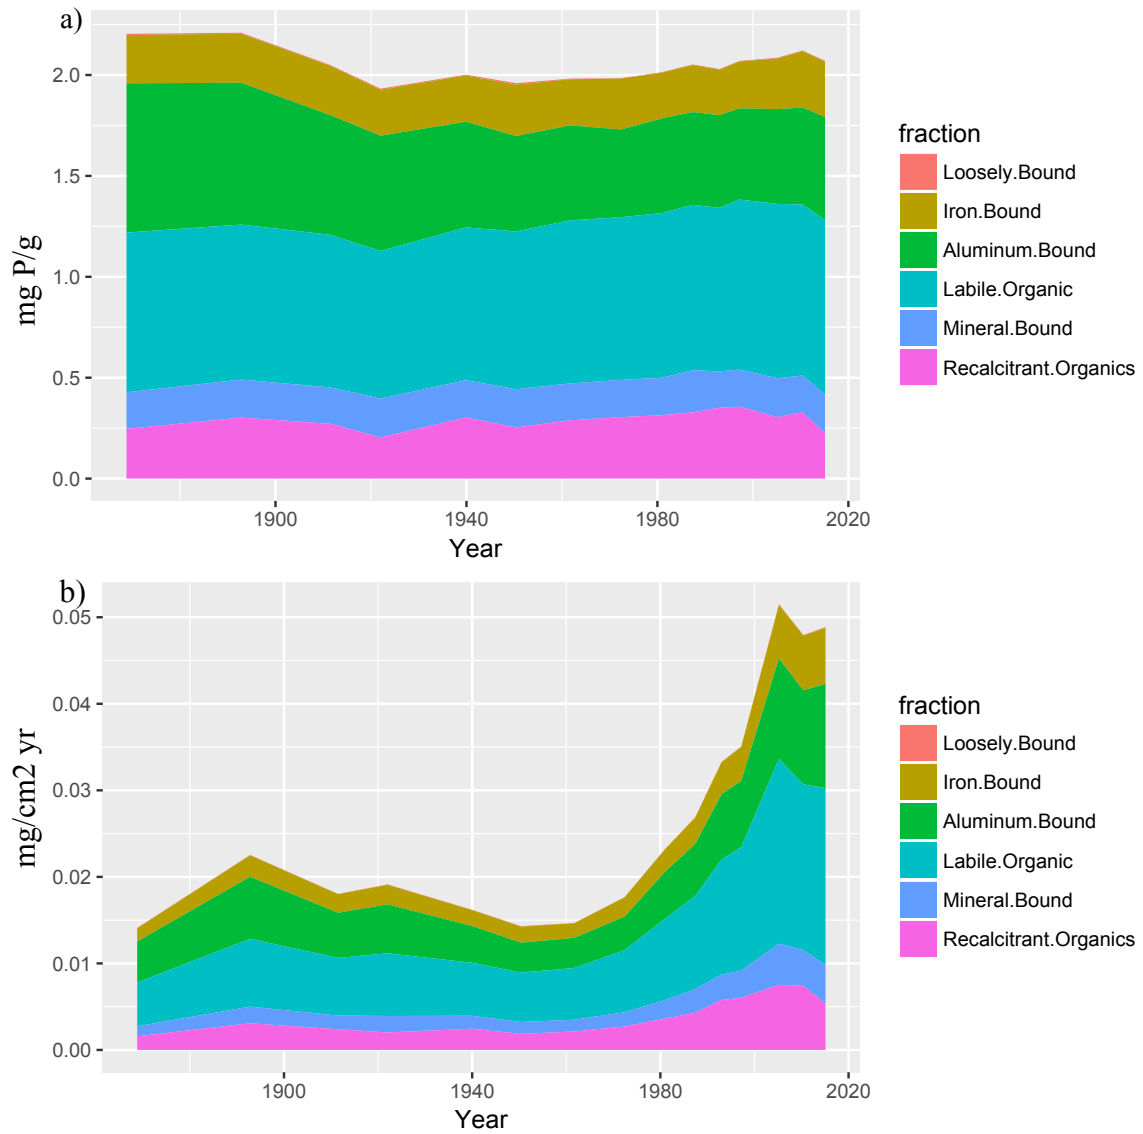 a)
mg P/g
2.0
1.5
1.0
0.5
0.0
1900 1940 1980 2020
Year
fraction
Loosely.Bound
Iron.Bound
Aluminum.Bound
Labile.Organic
Mineral.Bound
Recalcitrant.Organics
b)
mg/cm2 yr
0.05
0.04
0.03
0.02
0.01
0.00
1900 1940 1980 2020
Year
fraction
Loosely.Bound
Iron.Bound
Aluminum.Bound
Labile.Organic
Mineral.Bound
Recalcitrant.Organics